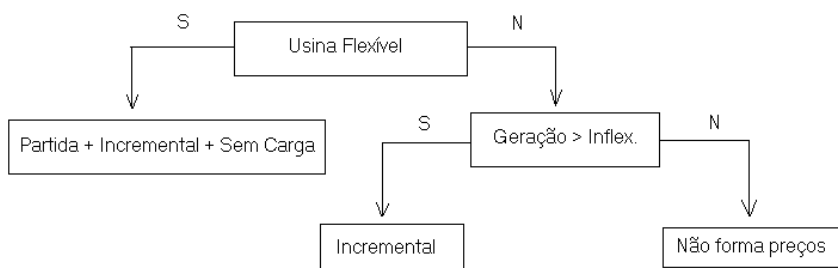 S
Usina Flexível
N
Partida + Incremental + Sem Carga
S
Geração > Inflex.
N
Incremental
Não forma preços